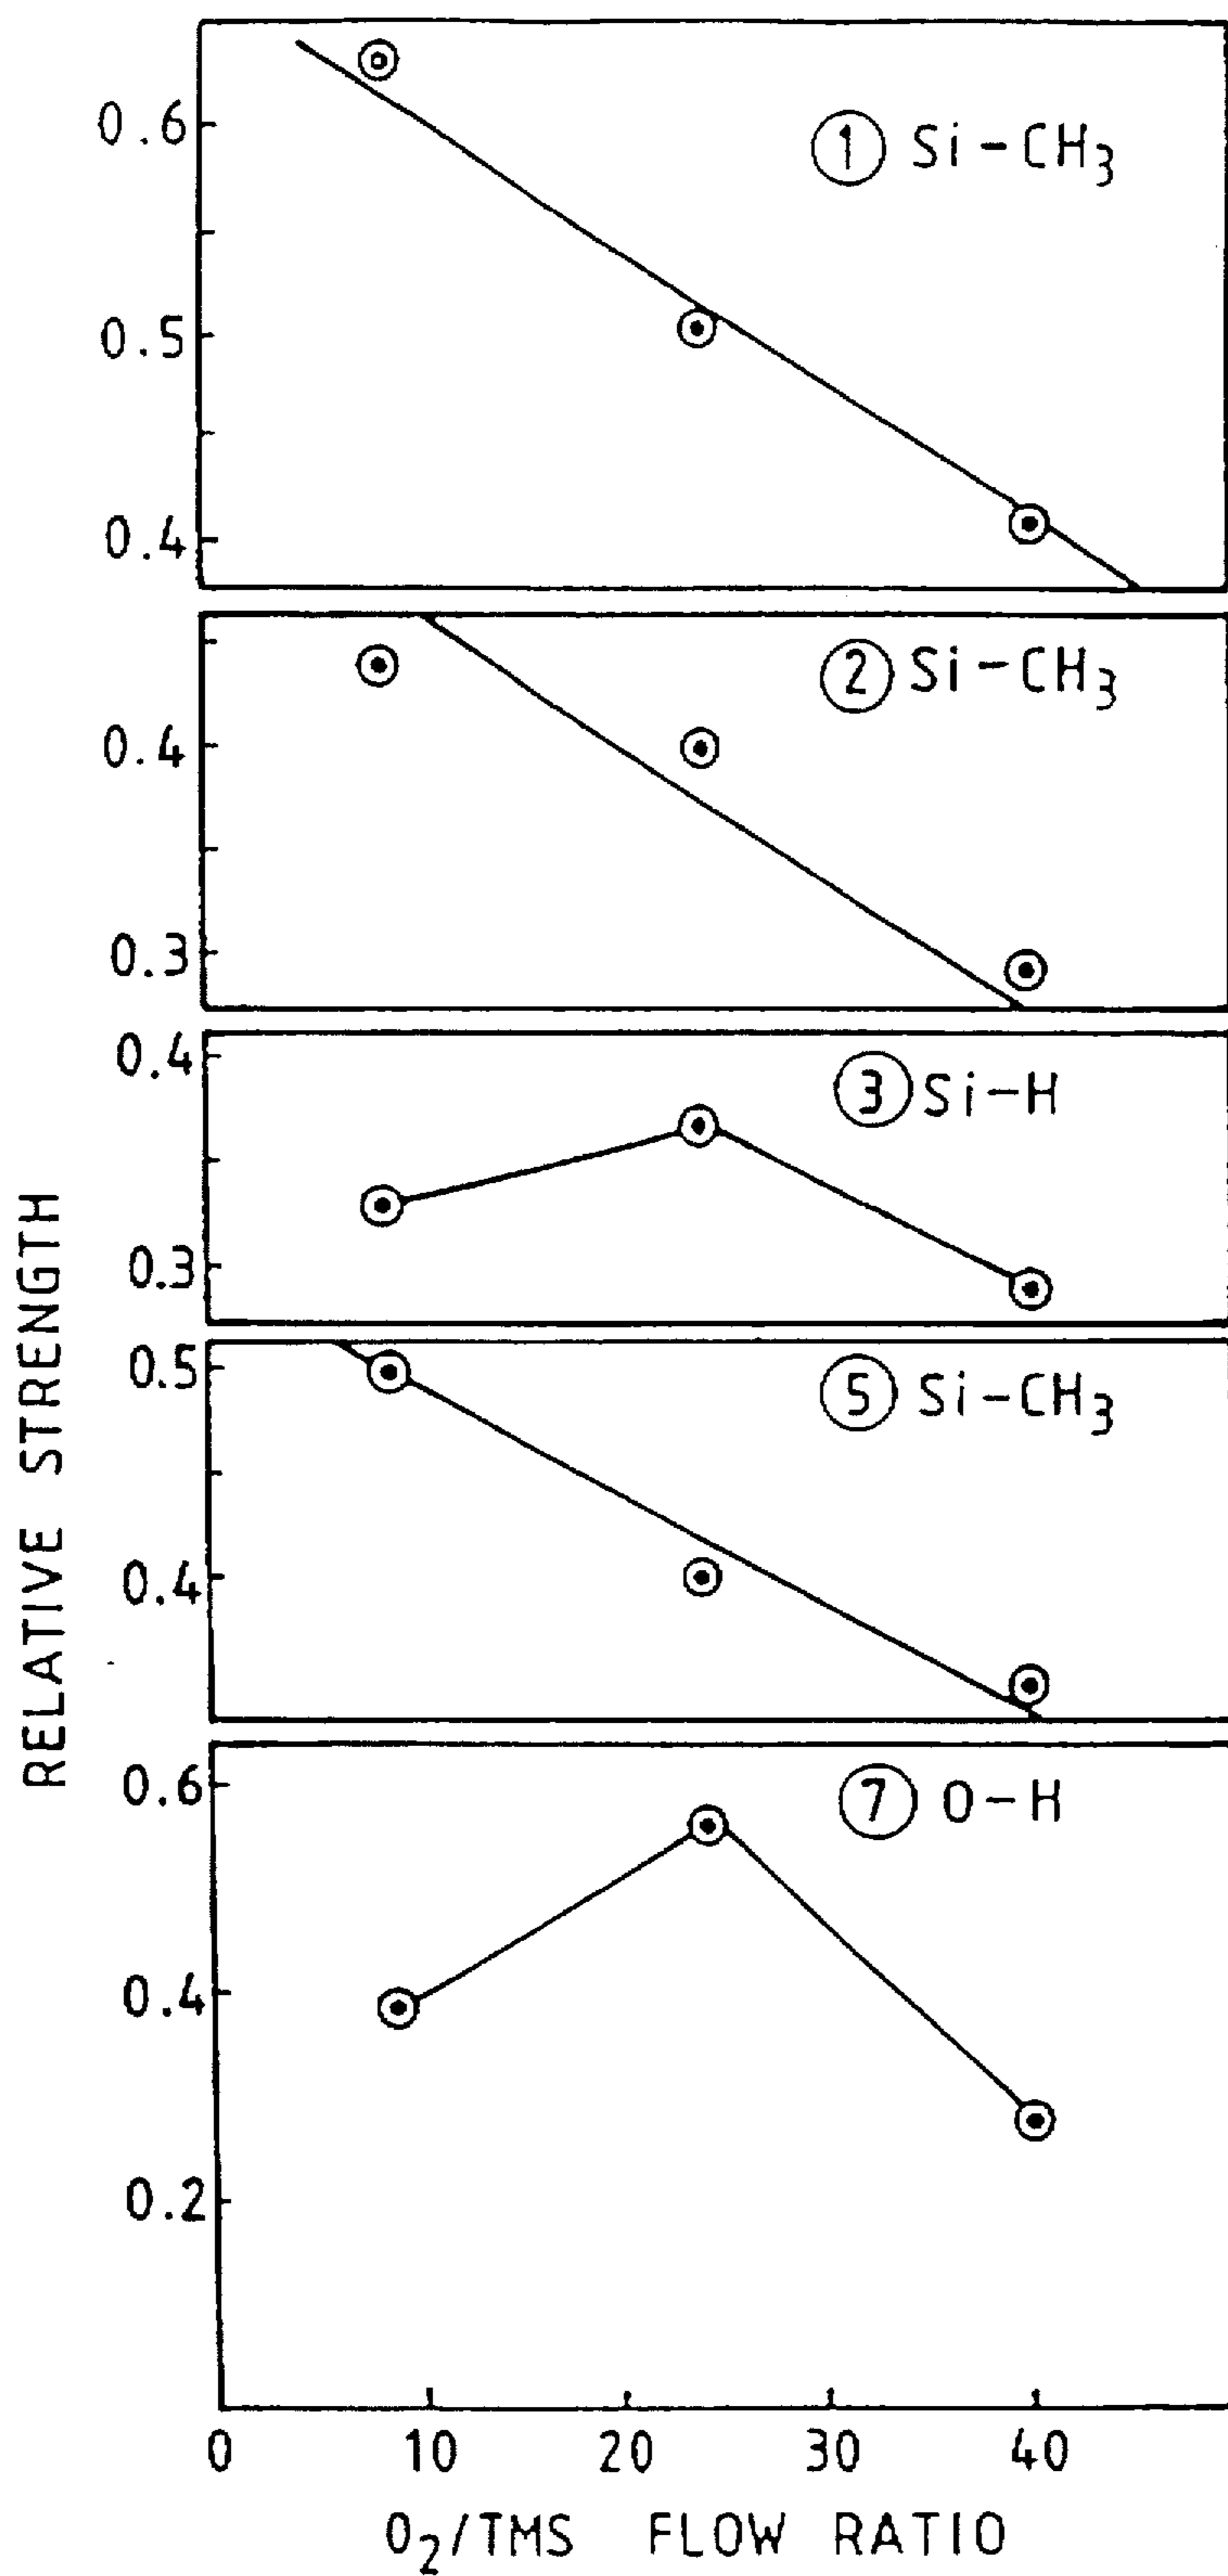 RELATIVE STRENGTH
① Si-CH₃
0.6
0.5
0.4
② Si-CH₃
0.4
0.3
③ Si-H
0.4
0.3
⑤ Si-CH₃
0.5
0.4
⑦ O-H
0.6
0.4
0.2
0 10 20 30 40
O₂/TMS FLOW RATIO